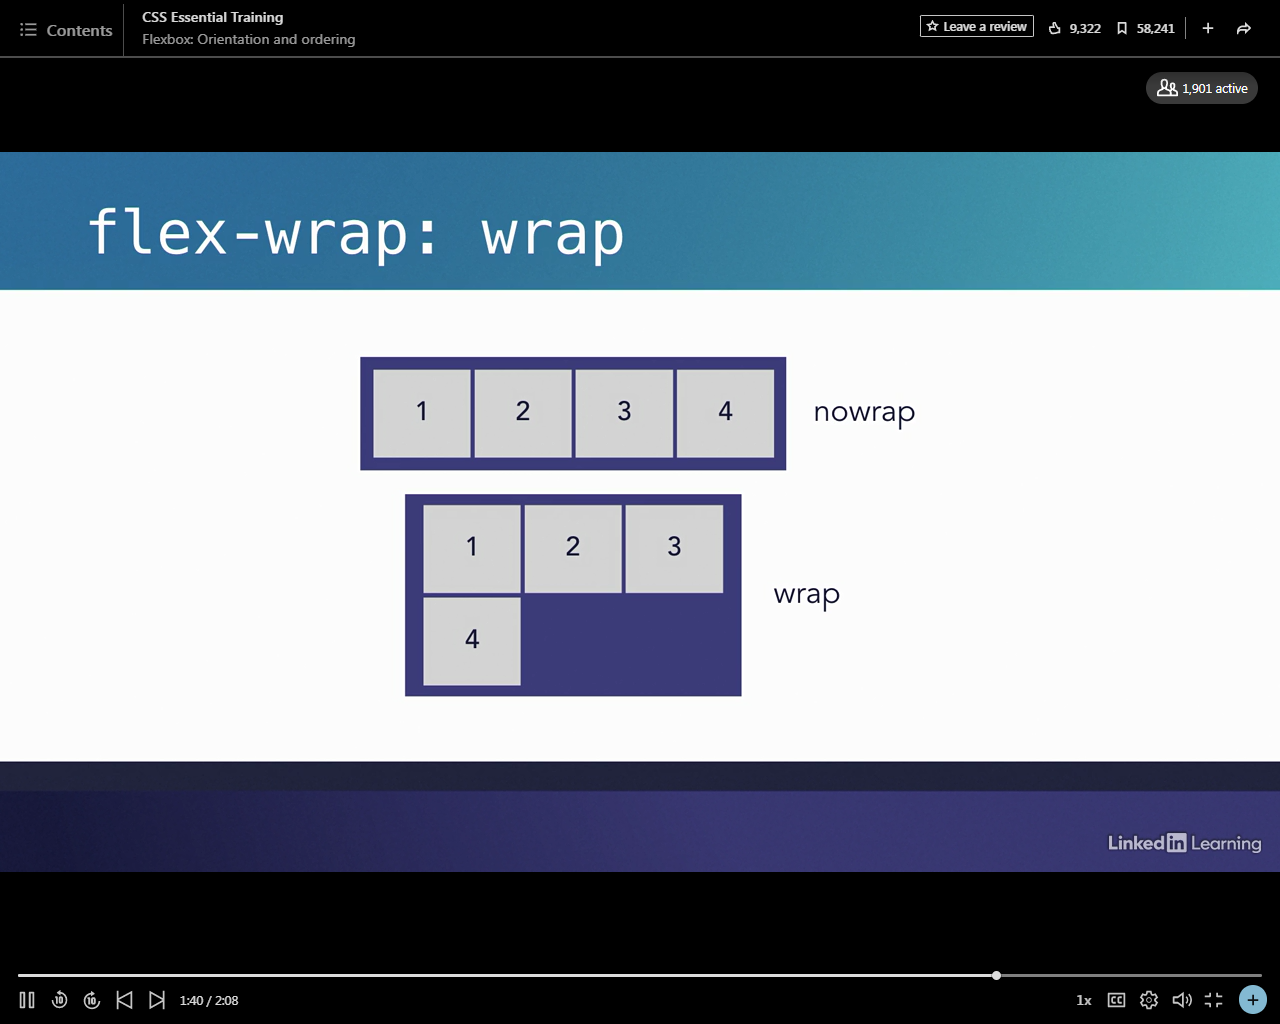 Contents
CSS Essential Training
Flexbox: Orientation and ordering
Leave a review
9,322
58,241
1,901 active
flex-wrap: wrap
1 2 3 4 nowrap
1 2 3
4
wrap
LinkedIn Learning
10 10 1:40 / 2:08
1x CC